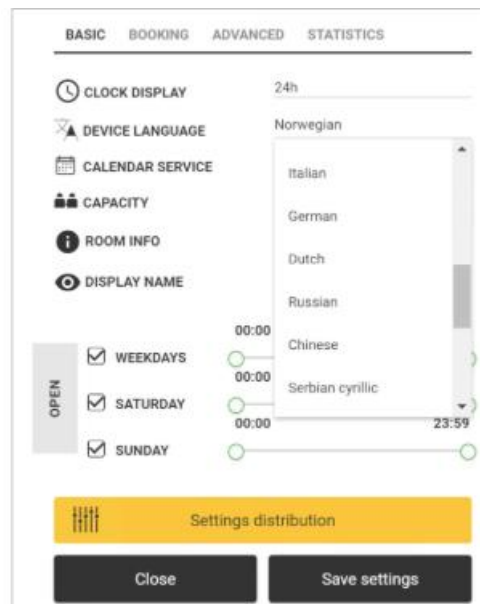 BASIC BOOKING ADVANCED STATISTICS
CLOCK DISPLAY 24h
DEVICE LANGUAGE Norwegian
CALENDAR SERVICE
Italian
CAPACITY
German
ROOM INFO
Dutch
DISPLAY NAME
Russian
Chinese
Serbian cyrillic
OPEN
00:00
WEEKDAYS
00:00
SATURDAY
00:00 23:59
SUNDAY
Settings distribution
Close Save settings